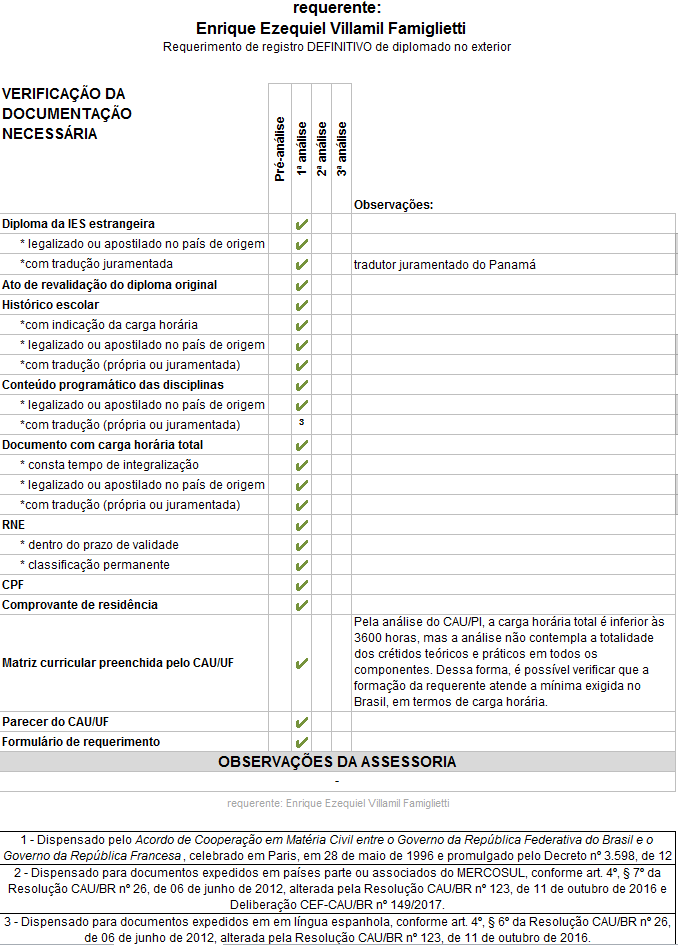 requerente:
Enrique Ezequiel Villamil Famiglietti
Requerimento de registro DEFINITIVO de diplomado no exterior
VERIFICAÇÃO DA
DOCUMENTAÇÃO
NECESSÁRIA
Pré-análise
1ª análise
2ª análise
3ª análise
Observações:
Diploma da IES estrangeira
* legalizado ou apostilado no país de origem
*com tradução juramentada
tradutor juramentado do Panamá
Ato de revalidação do diploma original
Histórico escolar
*com indicação da carga horária
* legalizado ou apostilado no país de origem
*com tradução (própria ou juramentada)
Conteúdo programático das disciplinas
* legalizado ou apostilado no país de origem
*com tradução (própria ou juramentada) 3
Documento com carga horária total
* consta tempo de integralização
* legalizado ou apostilado no país de origem
*com tradução (própria ou juramentada)
RNE
* dentro do prazo de validade
* classificação permanente
CPF
Comprovante de residência
Matriz curricular preenchida pelo CAU/UF
Pela análise do CAU/PI, a carga horária total é inferior às
3600 horas, mas a análise não contempla a totalidade
dos crétidos teóricos e práticos em todos os
componentes. Dessa forma, é possível verificar que a
formação da requerente atende a mínima exigida no
Brasil, em termos de carga horária.
Parecer do CAU/UF
Formulário de requerimento
OBSERVAÇÕES DA ASSESSORIA
-
requerente: Enrique Ezequiel Villamil Famiglietti
1 - Dispensado pelo Acordo de Cooperação em Matéria Civil entre o Governo da República Federativa do Brasil e o
Governo da República Francesa, celebrado em Paris, em 28 de maio de 1996 e promulgado pelo Decreto nº 3.598, de 12
2 - Dispensado para documentos expedidos em países parte ou associados do MERCOSUL, conforme art. 4º, § 7º da
Resolução CAU/BR nº 26, de 06 de junho de 2012, alterada pela Resolução CAU/BR nº 123, de 11 de outubro de 2016 e
Deliberação CEF-CAU/BR nº 149/2017.
3 - Dispensado para documentos expedidos em em língua espanhola, conforme art. 4º, § 6º da Resolução CAU/BR nº 26,
de 06 de junho de 2012, alterada pela Resolução CAU/BR nº 123, de 11 de outubro de 2016.